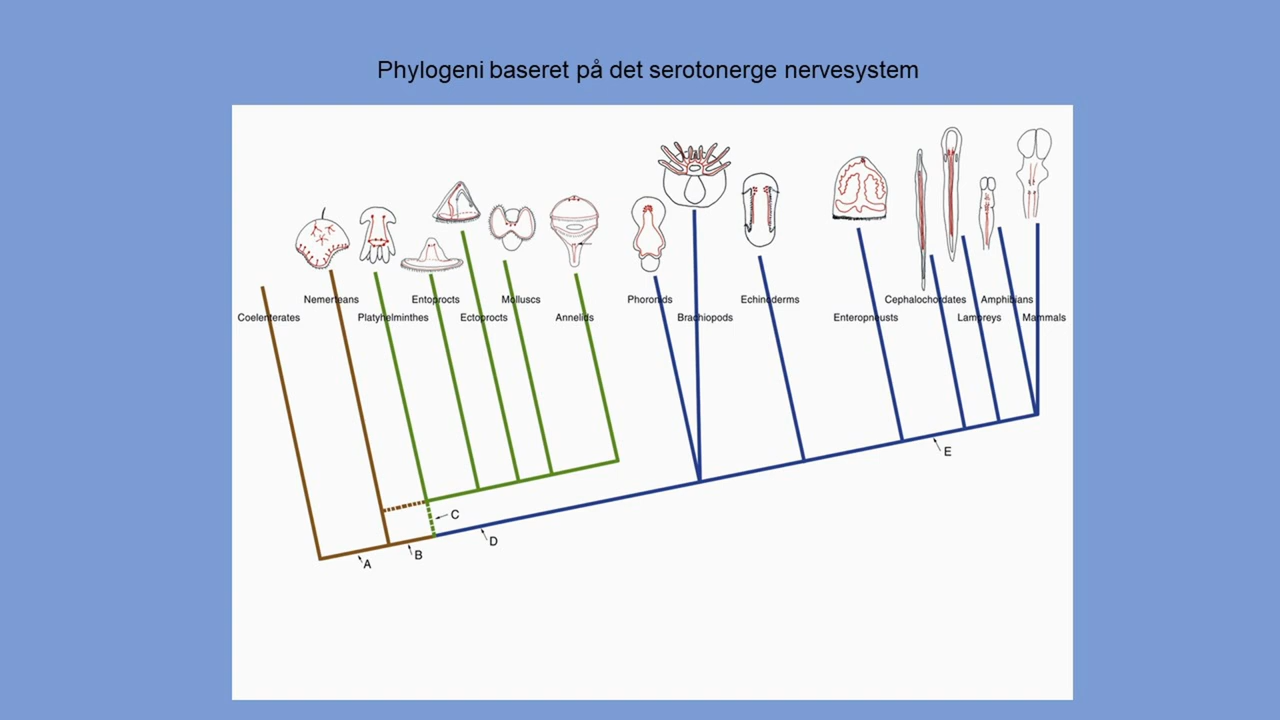 Phylogeni baseret på det serotonerge nervesystem
Nemerteans Entoprocts Molluscs Phoronids Echinoderms Cephalochordates Amphibians
Coelenterates Platyhelminthes Ectoprocts Annelids Brachiopods Enteropneusts Lampreys Mammals
E
C
D
B
A